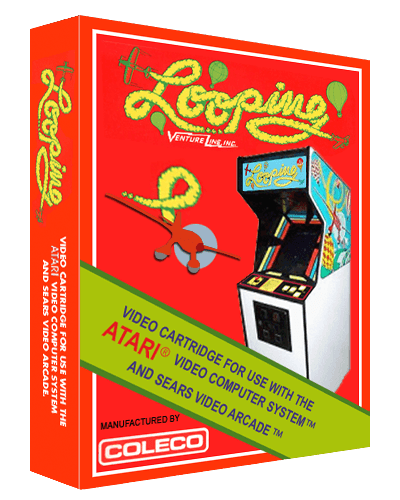 Looping
VENTURE LINE, INC.
Looping
VIDEO CARTRIDGE FOR USE WITH THE
ATARI® VIDEO COMPUTER SYSTEM™
AND SEARS VIDEO ARCADE™
MANUFACTURED BY
COLECO
Looping
VIDEO CARTRIDGE FOR USE WITH THE
ATARI VIDEO COMPUTER SYSTEM
AND SEARS VIDEO ARCADE